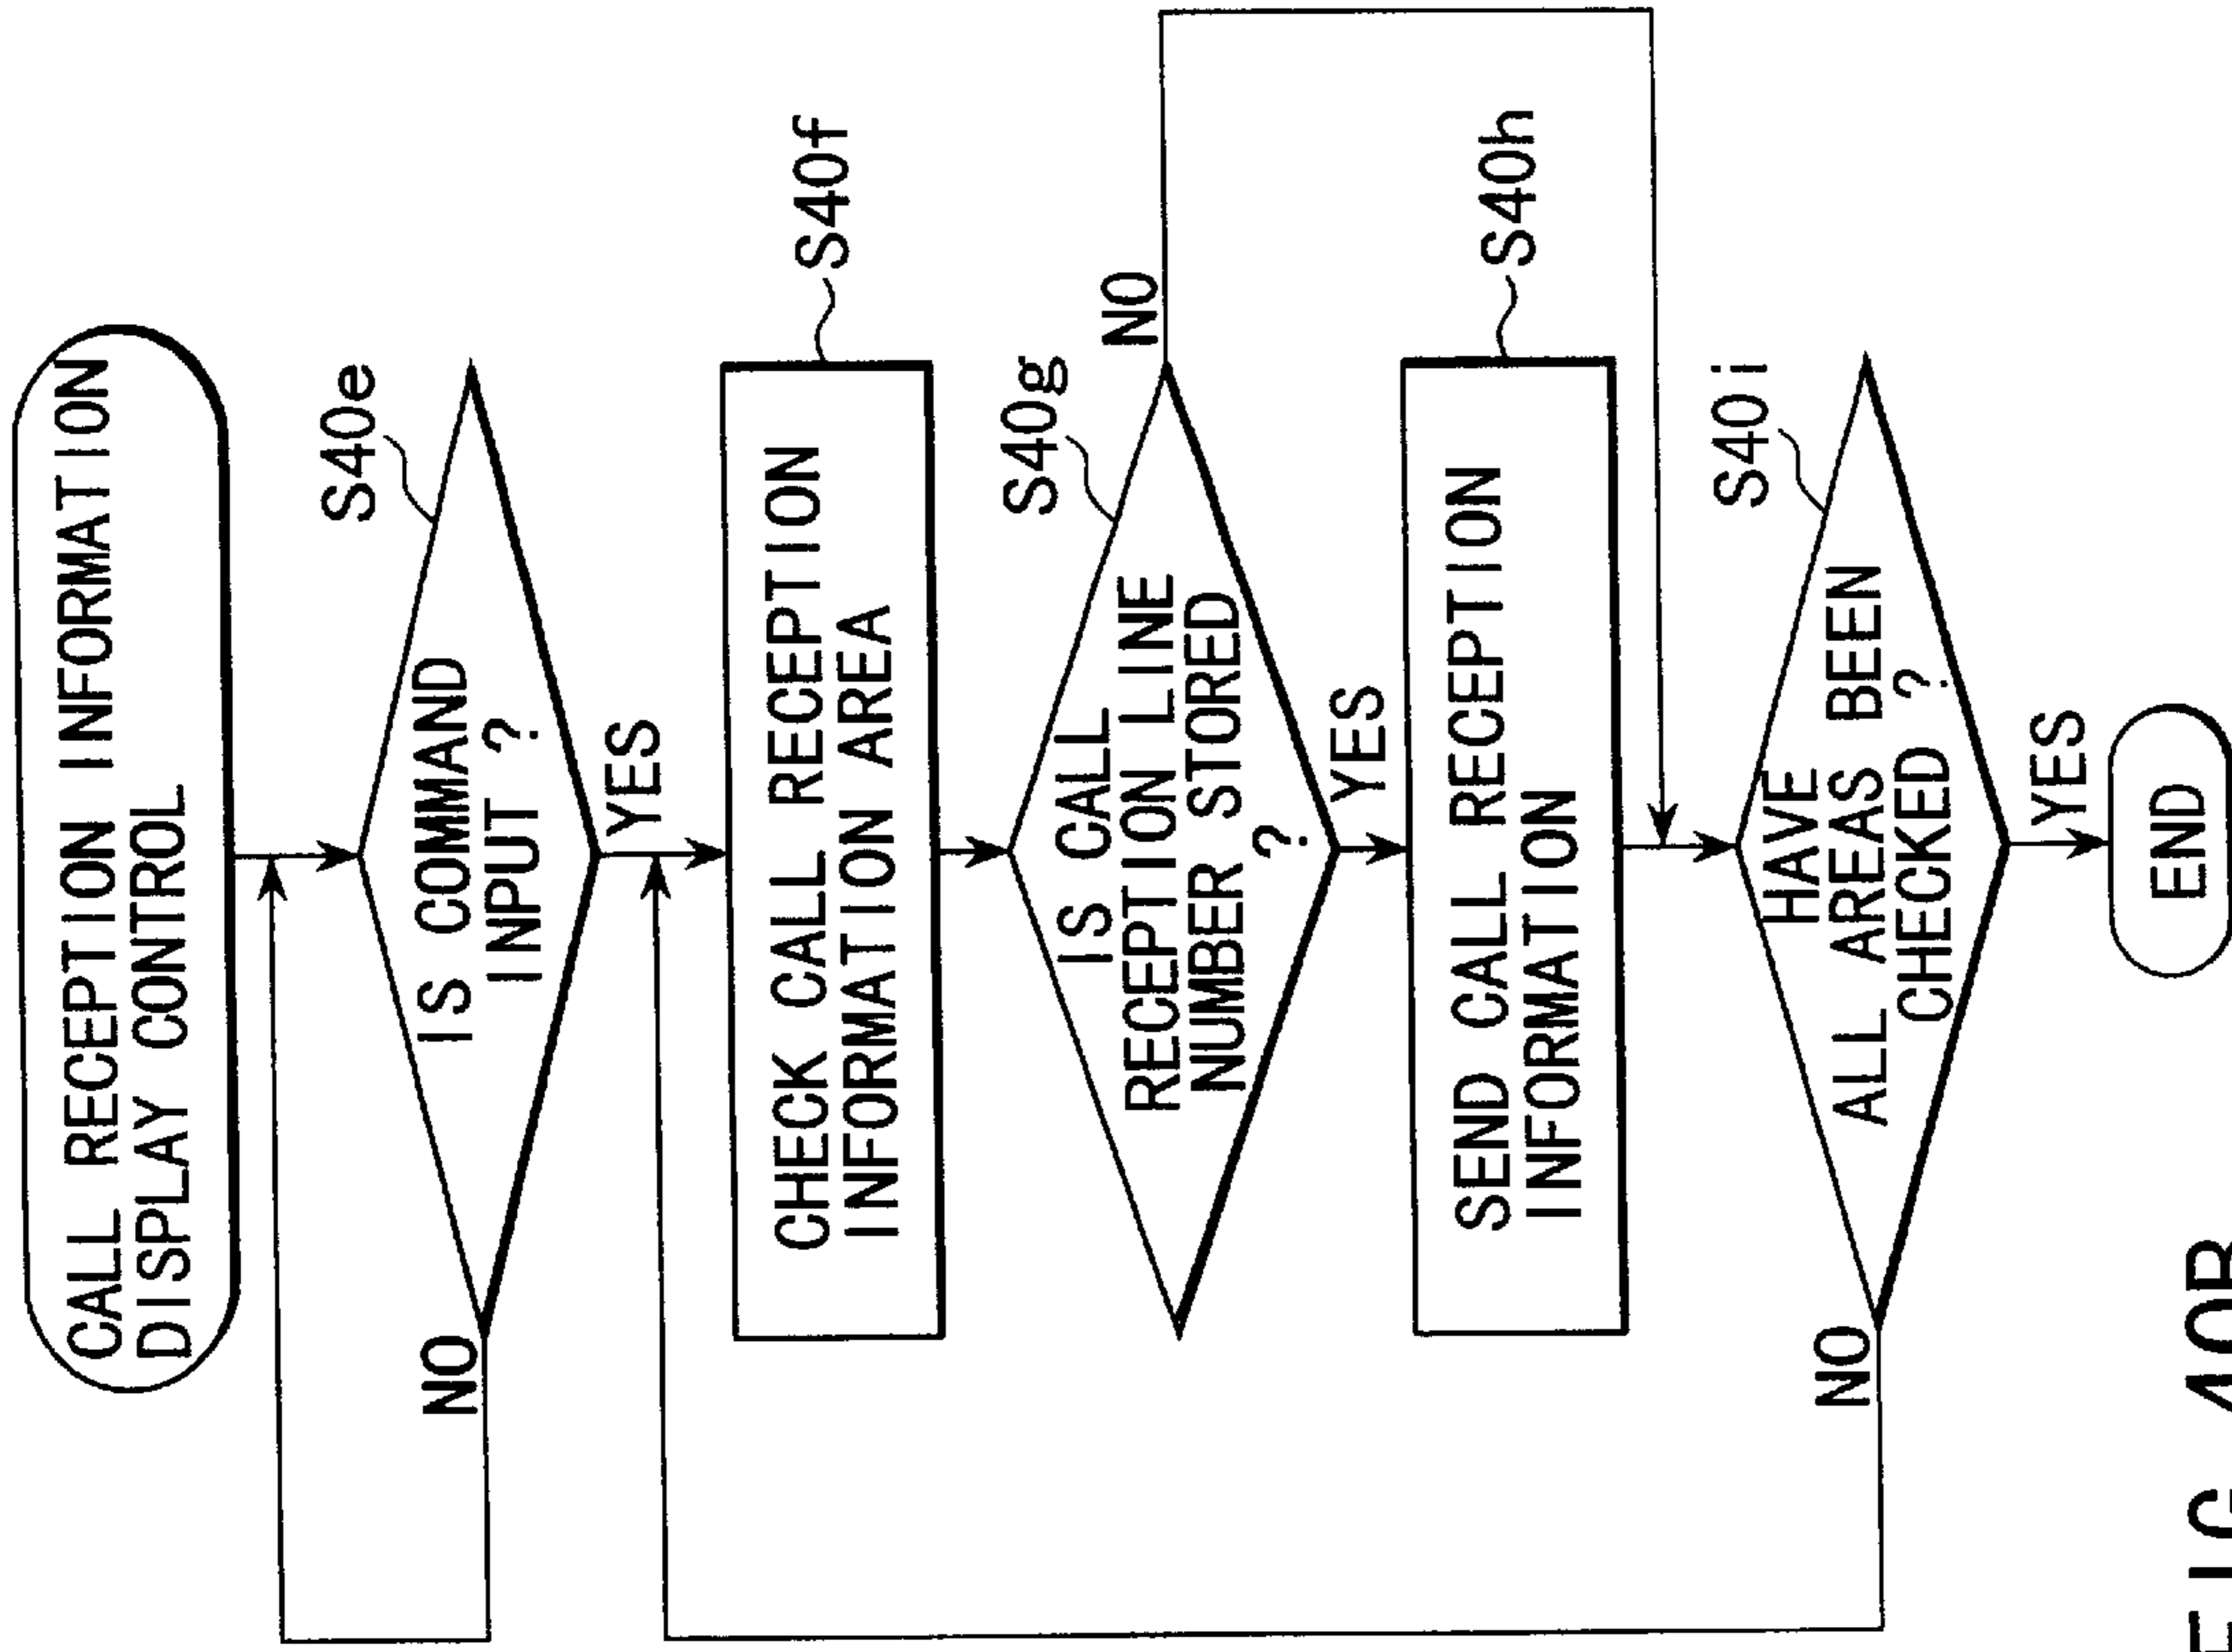 CALL RECEPTION INFORMATION
DISPLAY CONTROL
S40e
IS COMMAND
INPUT ?
NO
YES
CHECK CALL RECEPTION
INFORMATION AREA
S40f
S40g
IS CALL
RECEPTION LINE
NUMBER STORED
?
NO
YES
SEND CALL RECEPTION
INFORMATION
S40h
S40i
HAVE
ALL AREAS BEEN
CHECKED ?
NO
YES
END
FIG. 40B